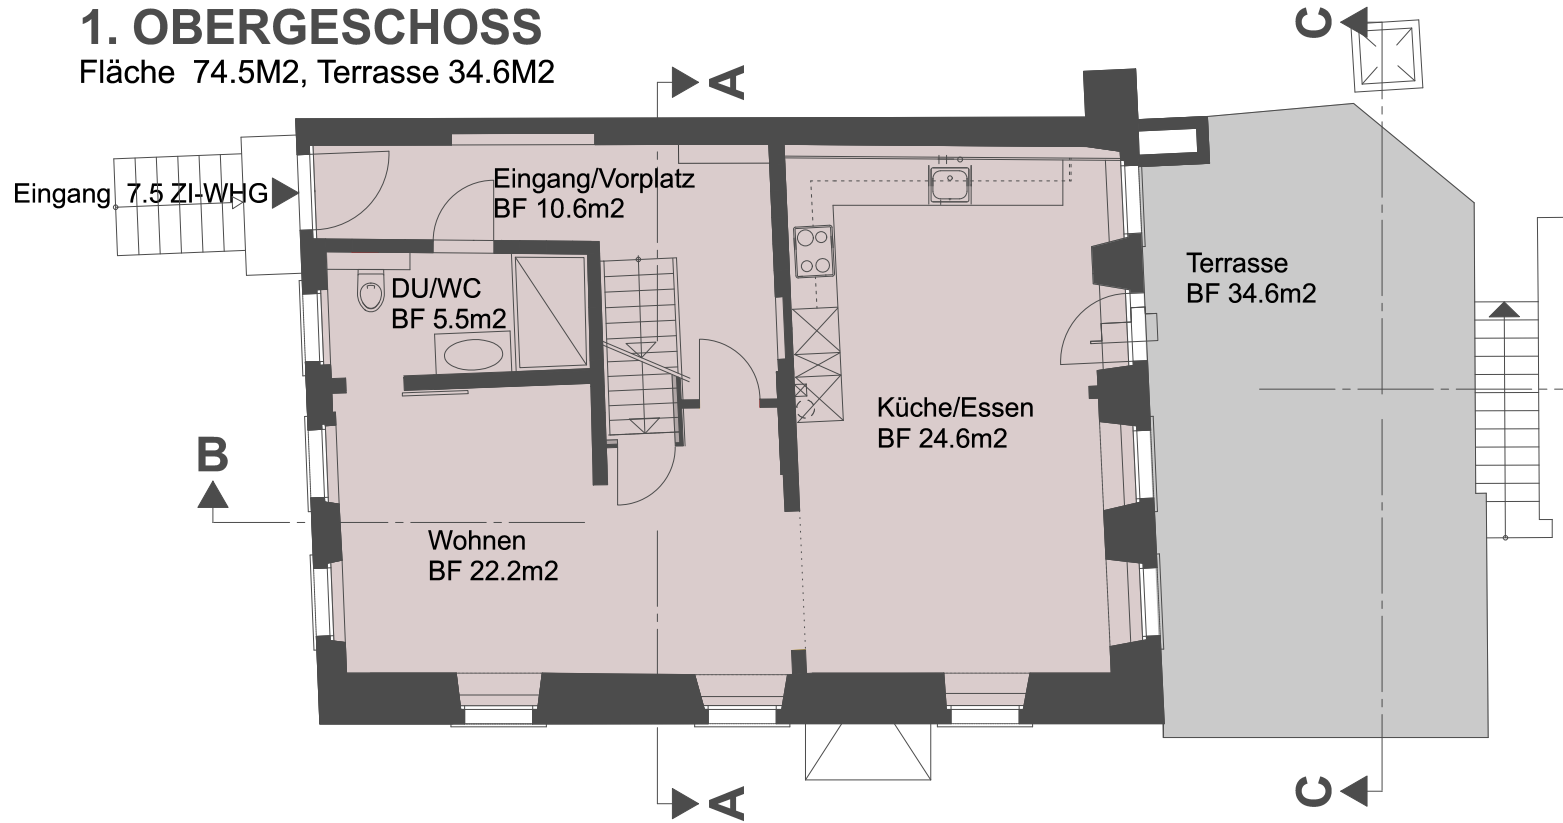 1. OBERGESCHOSS
Fläche 74.5M2, Terrasse 34.6M2
C
A
Eingang 7.5 ZI-WHG
Eingang/Vorplatz
BF 10.6m2
DU/WC
BF 5.5m2
Terrasse
BF 34.6m2
Küche/Essen
BF 24.6m2
B
Wohnen
BF 22.2m2
A
C